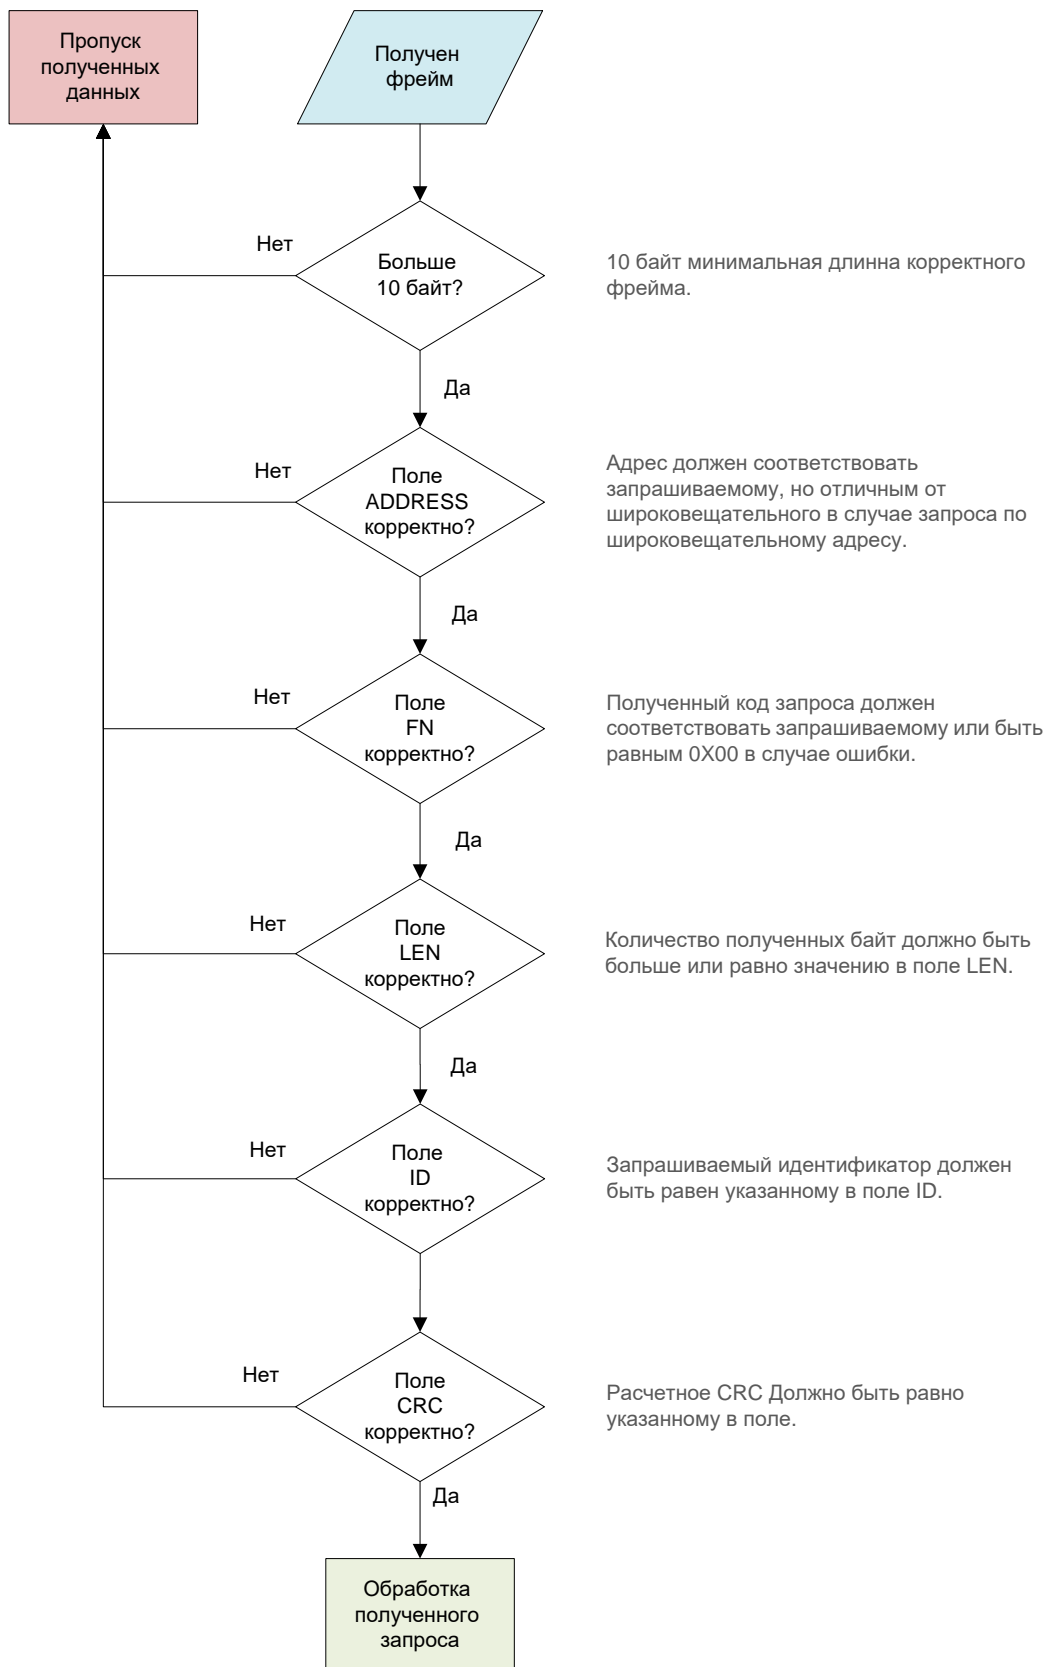 Пропуск
полученных
данных
Получен
фрейм
Нет
Больше
10 байт?
10 байт минимальная длинна корректного
фрейма.
Да
Нет
Поле
ADDRESS
корректно?
Адрес должен соответствовать
запрашиваемому, но отличным от
широковещательного в случае запроса по
широковещательному адресу.
Да
Нет
Поле
FN
корректно?
Полученный код запроса должен
соответствовать запрашиваемому или быть
равным 0X00 в случае ошибки.
Да
Нет
Поле
LEN
корректно?
Количество полученных байт должно быть
больше или равно значению в поле LEN.
Да
Нет
Поле
ID
корректно?
Запрашиваемый идентификатор должен
быть равен указанному в поле ID.
Нет
Поле
CRC
корректно?
Расчетное CRC Должно быть равно
указанному в поле.
Да
Обработка
полученного
запроса